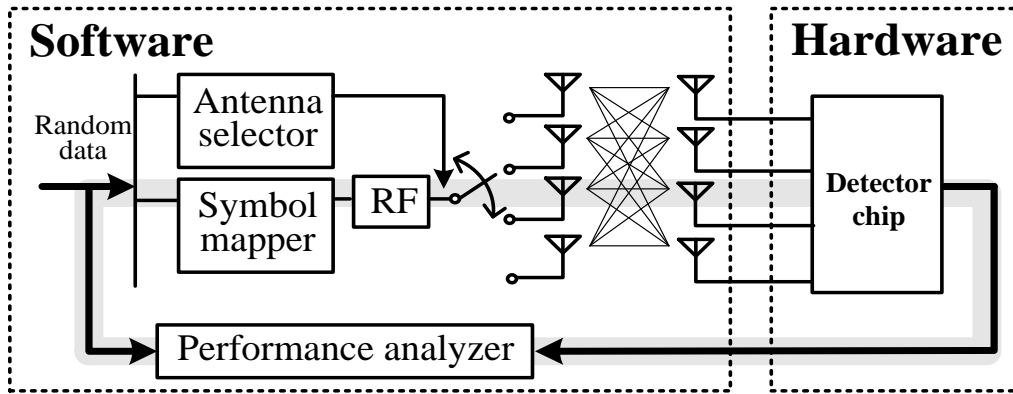 Software
Hardware
Random
data
Antenna
selector
Symbol
mapper
RF
Detector
chip
Performance analyzer